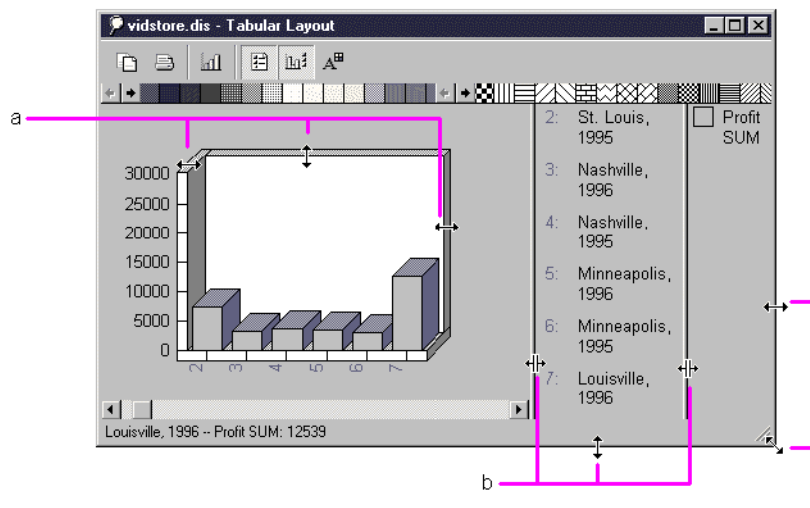 vidstore.dis - Tabular Layout
A
a
30000
25000
20000
15000
10000
5000
0
2
3
4
5
6
7
2: St. Louis,
1995
3: Nashville,
1996
4: Nashville,
1995
5: Minneapolis,
1996
6: Minneapolis,
1995
7: Louisville,
1996
Profit
SUM
Louisville, 1996 -- Profit SUM: 12539
b